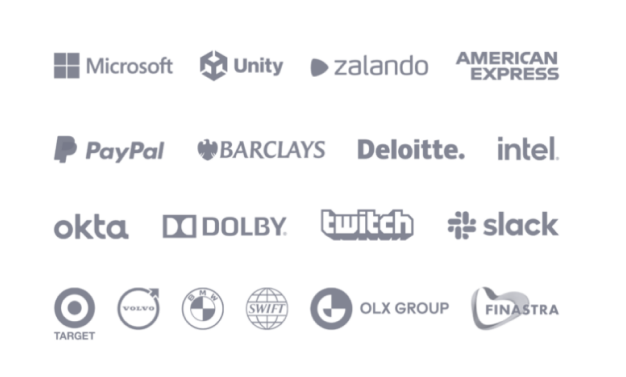 Microsoft Unity zalando AMERICAN
EXPRESS
PayPal BARCLAYS Deloitte. intel.
okta DOLBY twitch slack
VOLVO BMW SWIFT OLX GROUP FINASTRA
TARGET